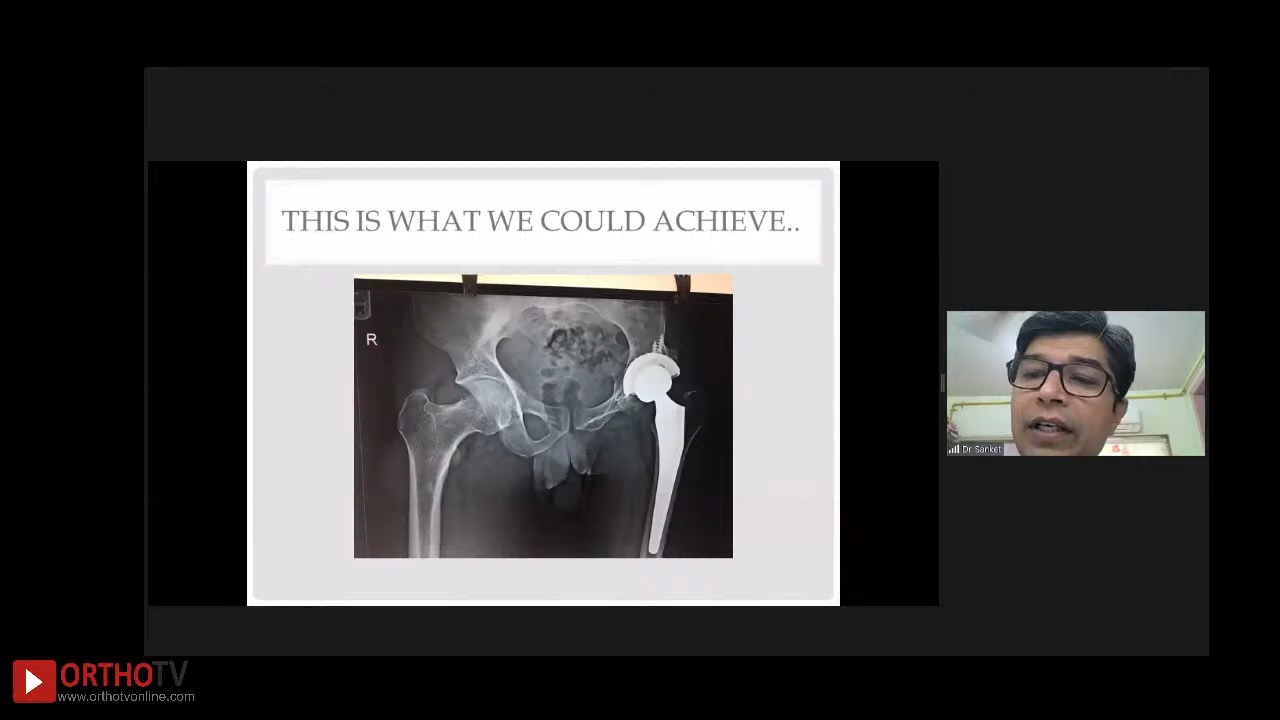 THIS IS WHAT WE COULD ACHIEVE..
R
Dr Sanket
ORTHOTV
www.orthotvonline.com